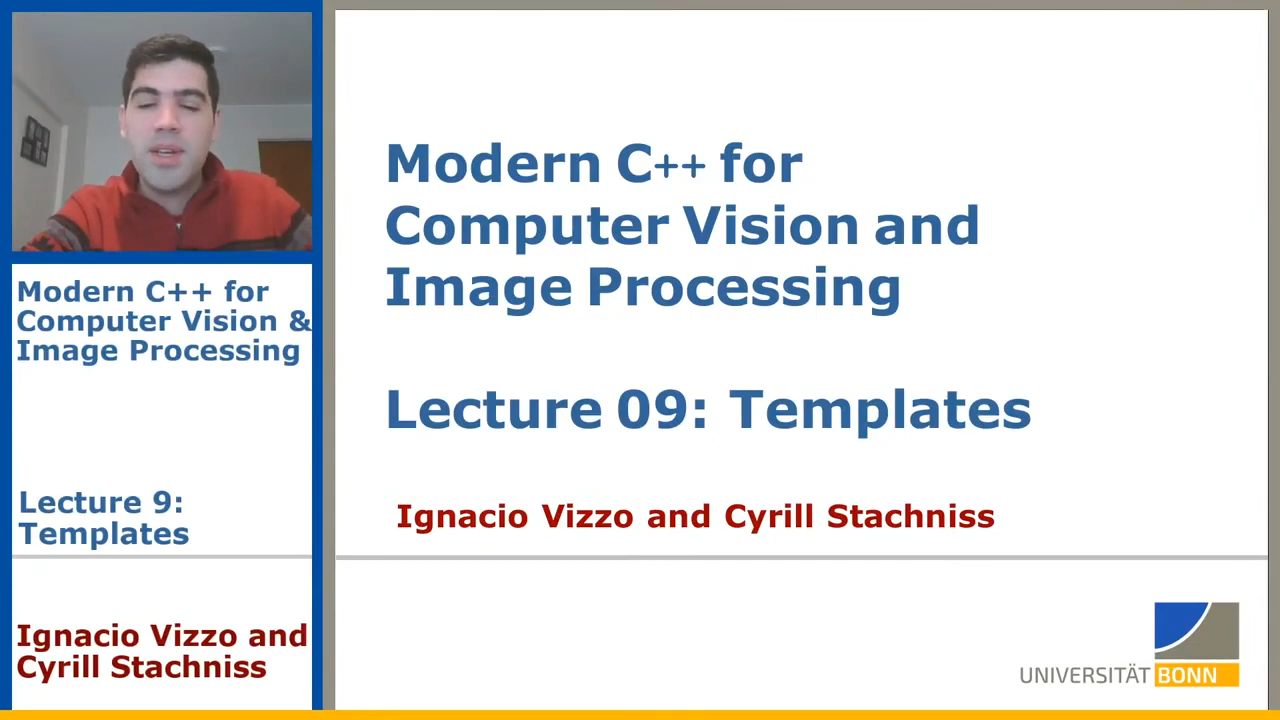 Modern C++ for
Computer Vision &
Image Processing
Lecture 9:
Templates
Ignacio Vizzo and
Cyrill Stachniss
Modern C++ for
Computer Vision and
Image Processing
Lecture 09: Templates
Ignacio Vizzo and Cyrill Stachniss
UNIVERSITÄT BONN